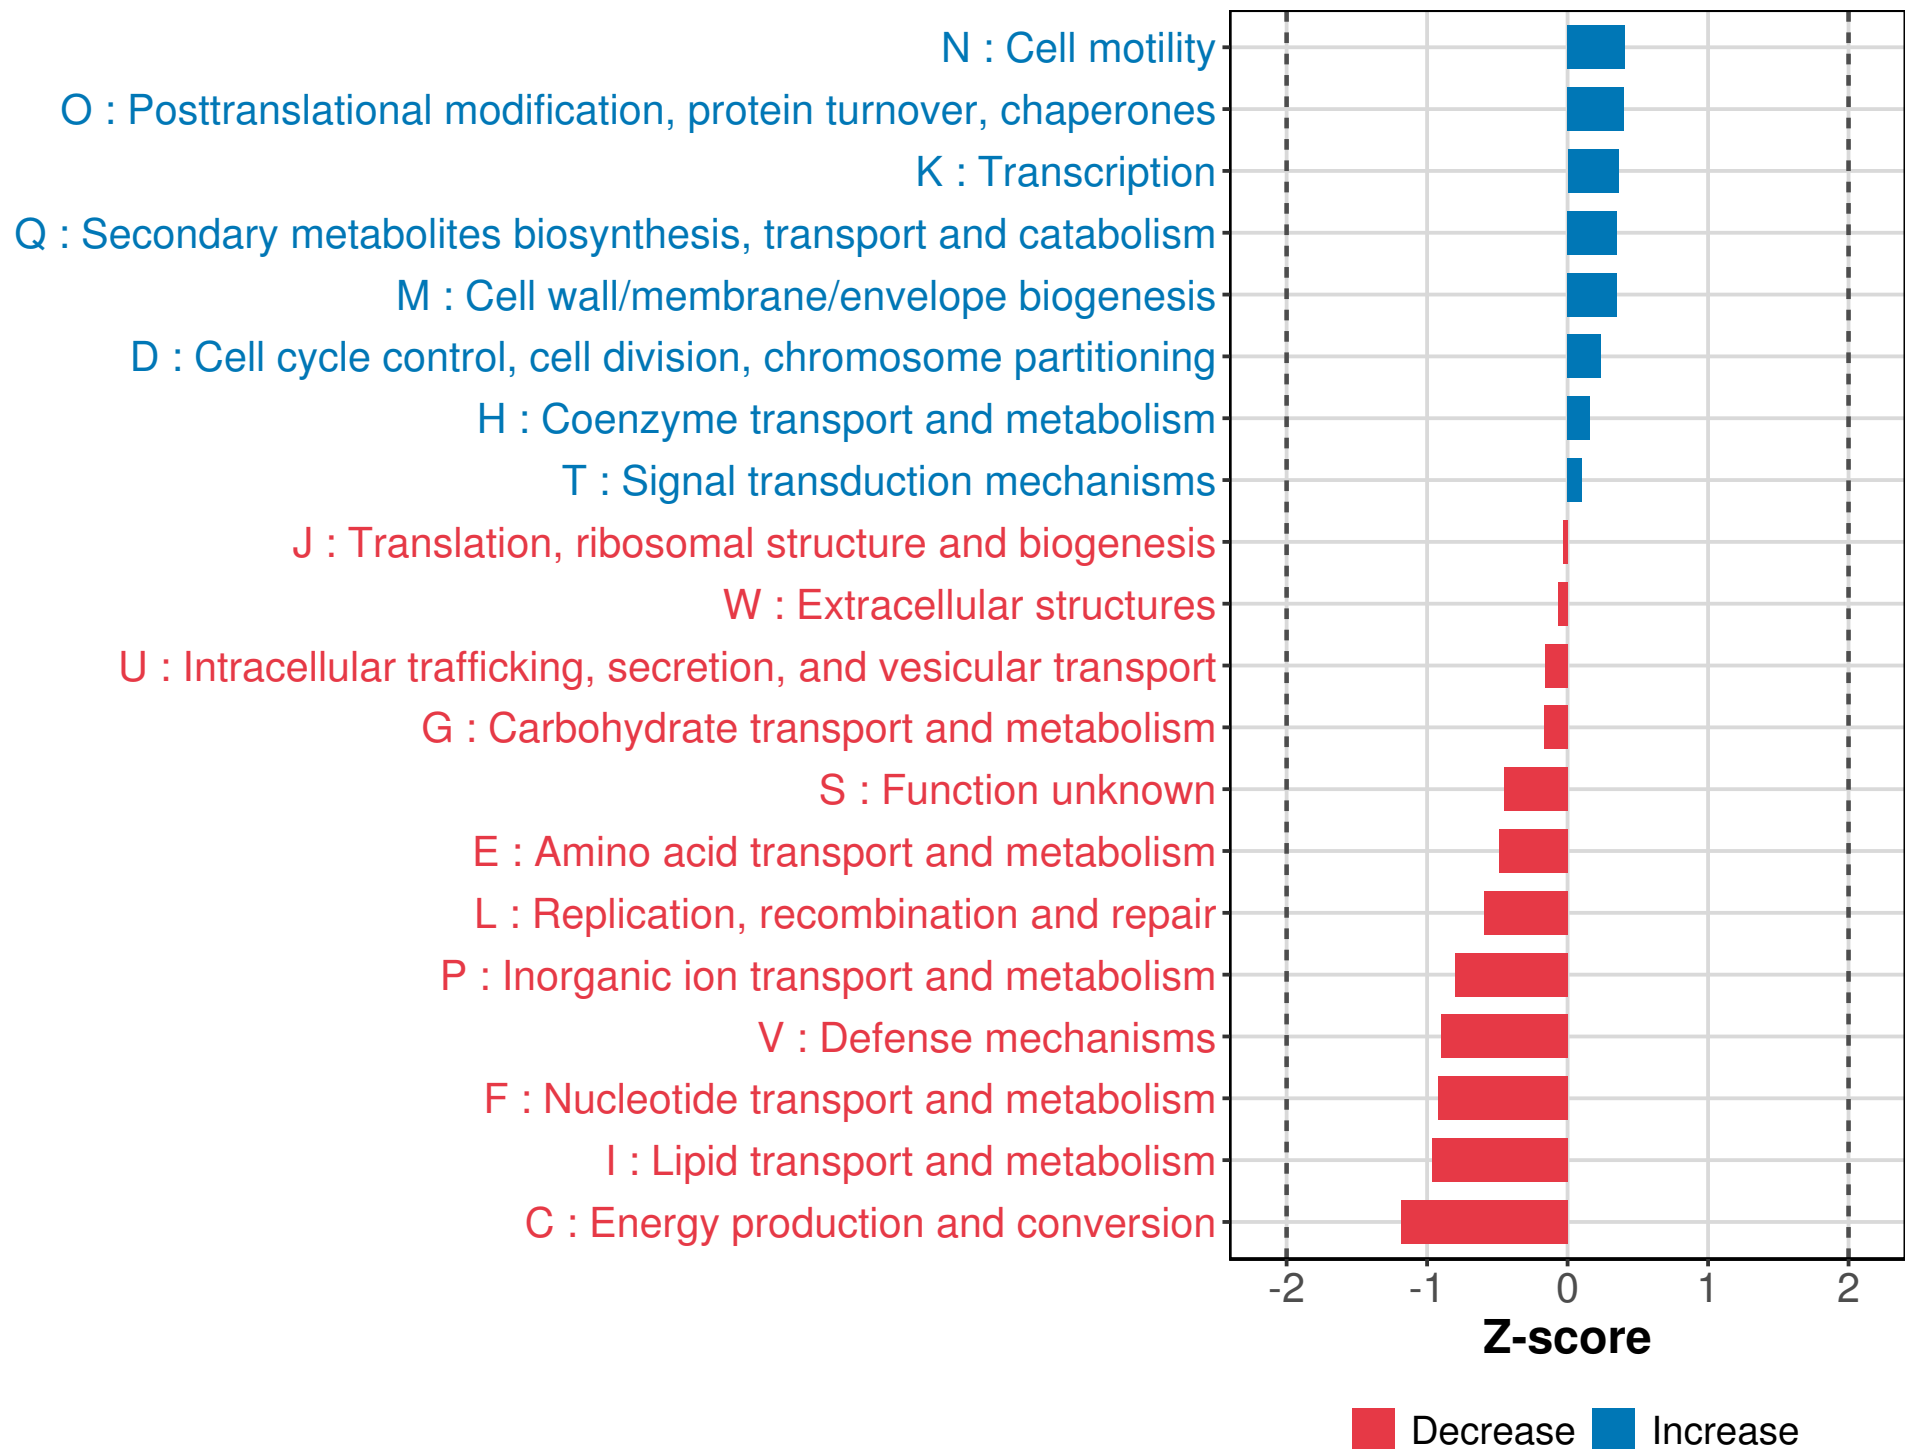 N : Cell motility
O : Posttranslational modification, protein turnover, chaperones
K : Transcription
Q : Secondary metabolites biosynthesis, transport and catabolism
M : Cell wall/membrane/envelope biogenesis
D : Cell cycle control, cell division, chromosome partitioning
H : Coenzyme transport and metabolism
T : Signal transduction mechanisms
J : Translation, ribosomal structure and biogenesis
W : Extracellular structures
U : Intracellular trafficking, secretion, and vesicular transport
G : Carbohydrate transport and metabolism
S : Function unknown
E : Amino acid transport and metabolism
L : Replication, recombination and repair
P : Inorganic ion transport and metabolism
V : Defense mechanisms
F : Nucleotide transport and metabolism
I : Lipid transport and metabolism
C : Energy production and conversion
-2 -1 0 1 2
Z-score
Decrease Increase